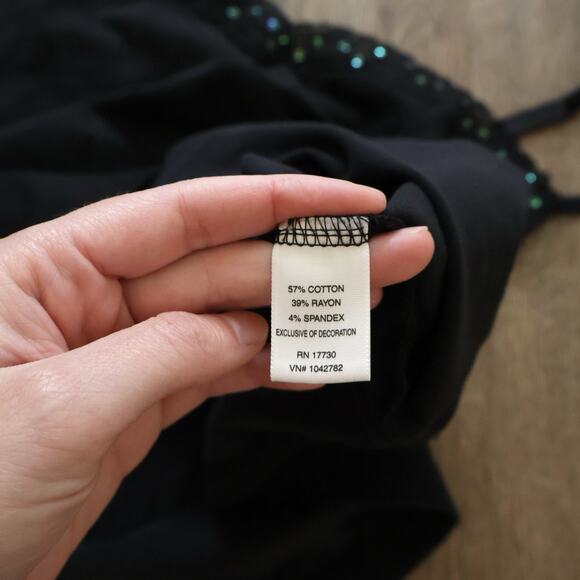 57% COTTON
39% RAYON
4% SPANDEX
EXCLUSIVE OF DECORATION
RN 17730
VN# 1042782